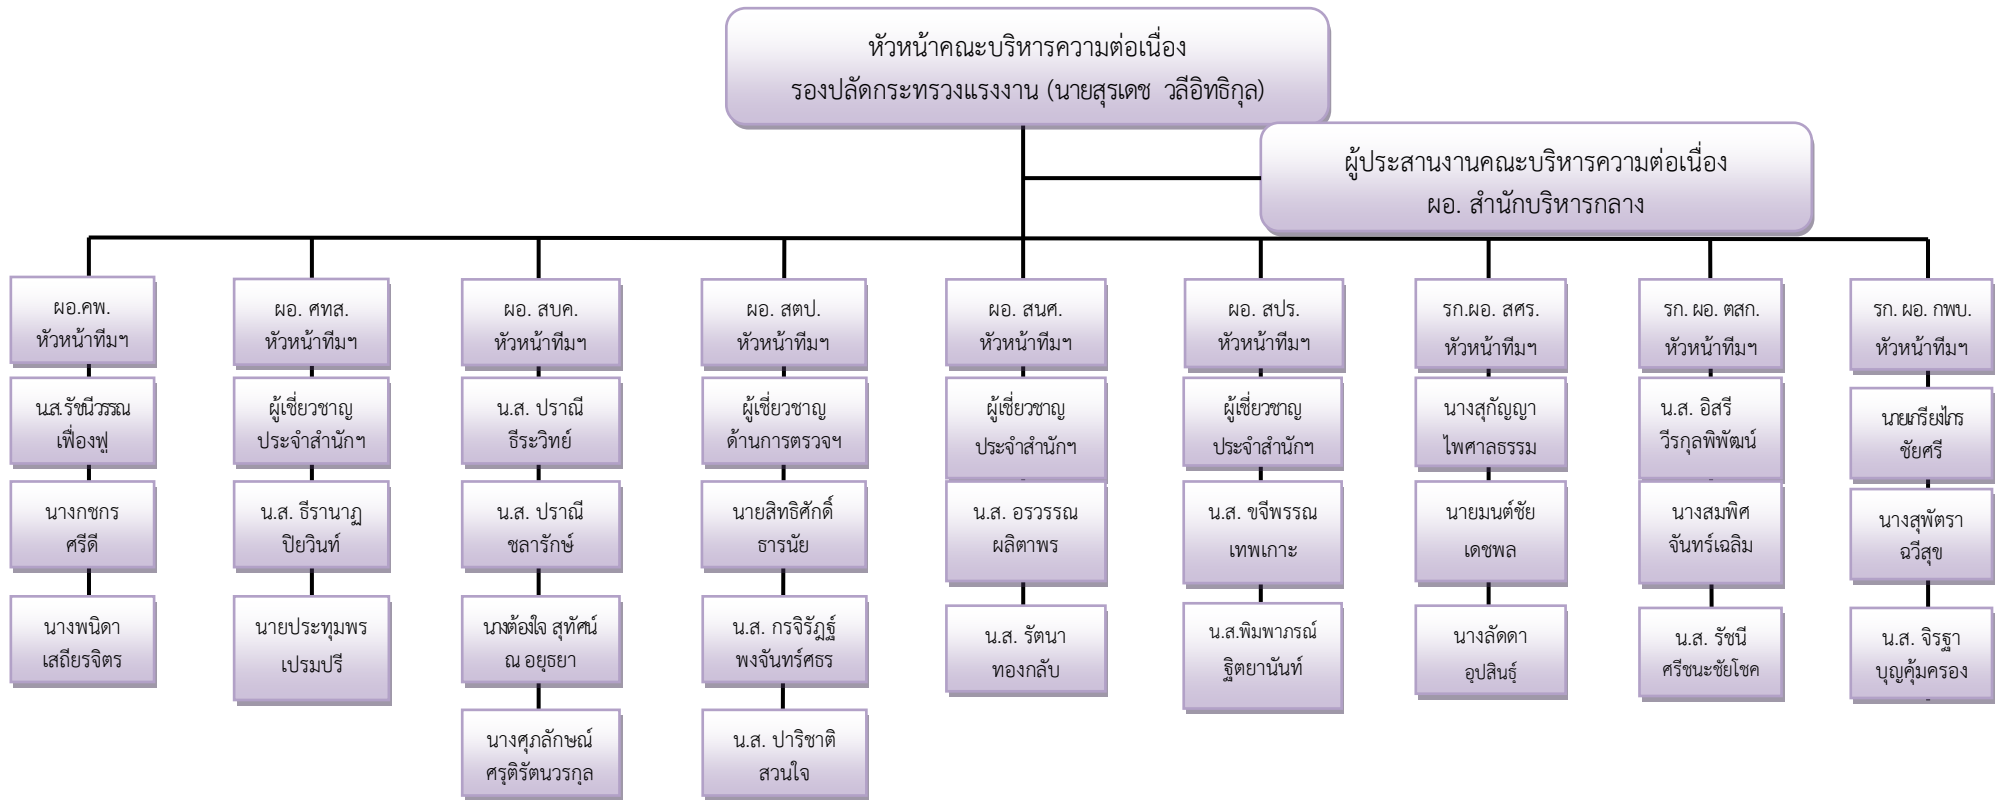 หัวหน้าคณะบริหารความต่อเนื่อง
รองปลัดกระทรวงแรงงาน (นายสุรเดช วลีอิทธิกุล)
ผู้ประสานงานคณะบริหารความต่อเนื่อง
ผอ. สำนักบริหารกลาง
ผอ.คพ.
หัวหน้าทีมฯ
น.ส.รัชนีวรรณ
เฟื่องฟู
นางกชกร
ศรีดี
นางพนิดา
เสถียรจิตร
ผอ. ศทส.
หัวหน้าทีมฯ
ผู้เชี่ยวชาญ
ประจำสำนักฯ
น.ส. ธีรานาฏ
ปิยวินท์
นายประทุมพร
เปรมปรี
ผอ. สบค.
หัวหน้าทีมฯ
น.ส. ปราณี
ธีระวิทย์
น.ส. ปราณี
ชลารักษ์
นางต้องใจ สุทัศน์
ณ อยุธยา
นางศุภลักษณ์
ศรุติรัตนวรกุล
ผอ. สตป.
หัวหน้าทีมฯ
ผู้เชี่ยวชาญ
ด้านการตรวจฯ
นายสิทธิศักดิ์
ธารนัย
น.ส. กรจิรัฏฐ์
พงจันทร์ศธร
น.ส. ปาริชาติ
สวนใจ
ผอ. สนศ.
หัวหน้าทีมฯ
ผู้เชี่ยวชาญ
ประจำสำนักฯ
น.ส. อรวรรณ
ผลิตาพร
น.ส. รัตนา
ทองกลับ
ผอ. สปร.
หัวหน้าทีมฯ
ผู้เชี่ยวชาญ
ประจำสำนักฯ
น.ส. ขจีพรรณ
เทพเกาะ
น.ส.พิมพาภรณ์
ฐิตยานันท์
รก.ผอ. สศร.
หัวหน้าทีมฯ
นางสุกัญญา
ไพศาลธรรม
นายมนต์ชัย
เดชพล
นางลัดดา
อุปสินธุ์
รก. ผอ. ตสก.
หัวหน้าทีมฯ
น.ส. อิสรี
วีรกุลพิพัฒน์
นางสมพิศ
จันทร์เฉลิม
น.ส. รัชนี
ศรีชนะชัยโชค
รก. ผอ. กพบ.
หัวหน้าทีมฯ
นายเกรียงไกร
ชัยศรี
นางสุพัตรา
ฉวีสุข
น.ส. จิรฐา
บุญคุ้มครอง